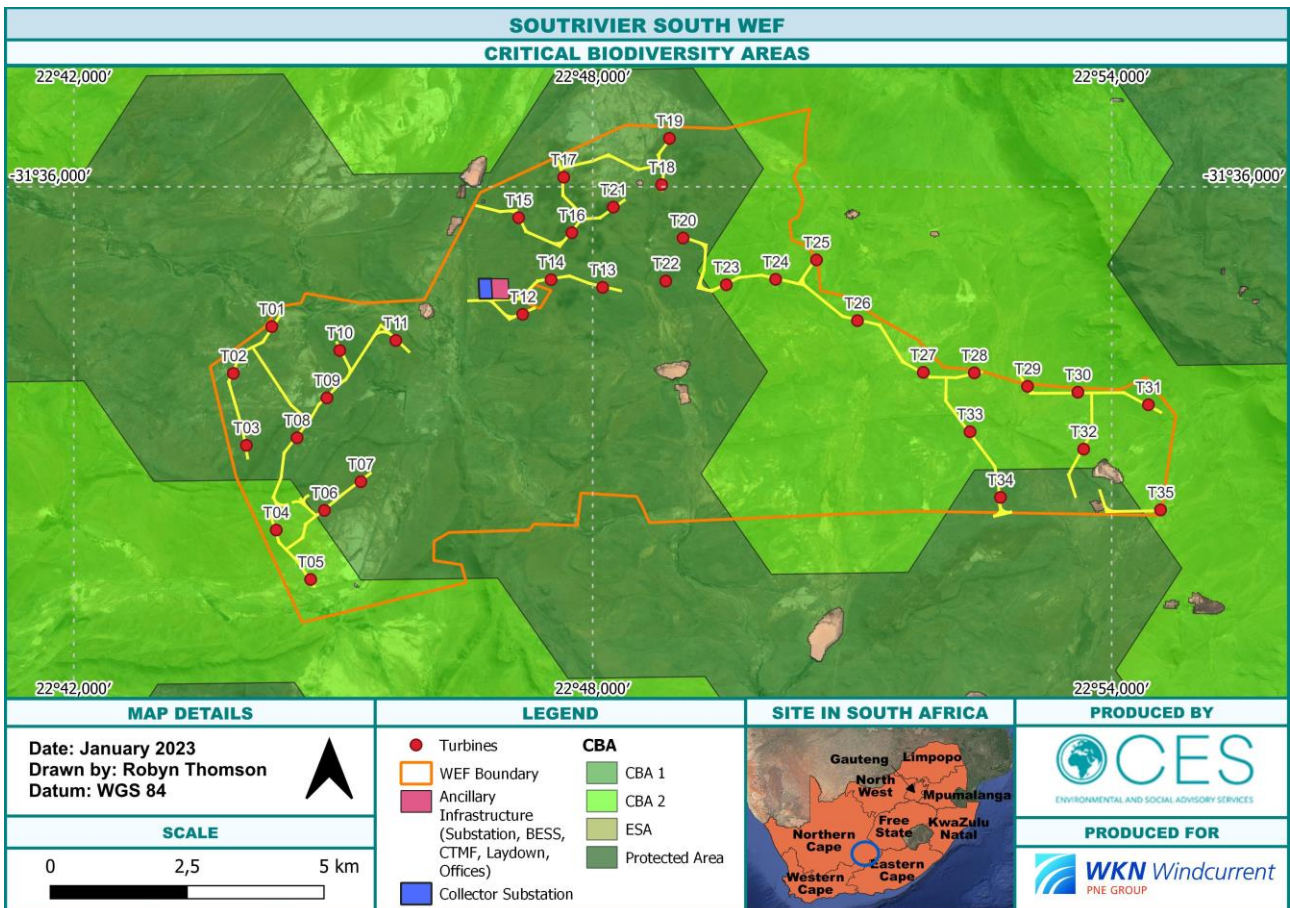 SOUTRIVIER SOUTH WEF
CRITICAL BIODIVERSITY AREAS
22°42,000'
22°48,000'
22°54,000'
-31°36,000'
-31°36,000'
T19
T17
T18
T15
T21
T16
T20
T25
T14
T13
T22
T23
T24
T12
T01
T26
T10
T11
T02
T27
T28
T29
T30
T31
T09
T08
T03
T33
T32
T07
T34
T35
T06
T04
T05
22°42,000'
22°48,000'
22°54,000'
MAP DETAILS
Date: January 2023
Drawn by: Robyn Thomson
Datum: WGS 84
SCALE
0 2,5 5 km
LEGEND
Turbines
WEF Boundary
Ancillary
Infrastructure
(Substation, BESS,
CTMF, Laydown,
Offices)
Collector Substation
CBA
CBA 1
CBA 2
ESA
Protected Area
SITE IN SOUTH AFRICA
Gauteng
Limpopo
North
West
Mpumalanga
Free
State
KwaZulu
Natal
Northern
Cape
Eastern
Cape
Western
Cape
PRODUCED BY
CES
ENVIRONMENTAL AND SOCIAL ADVISORY SERVICES
PRODUCED FOR
WKN Windcurrent
PNE GROUP